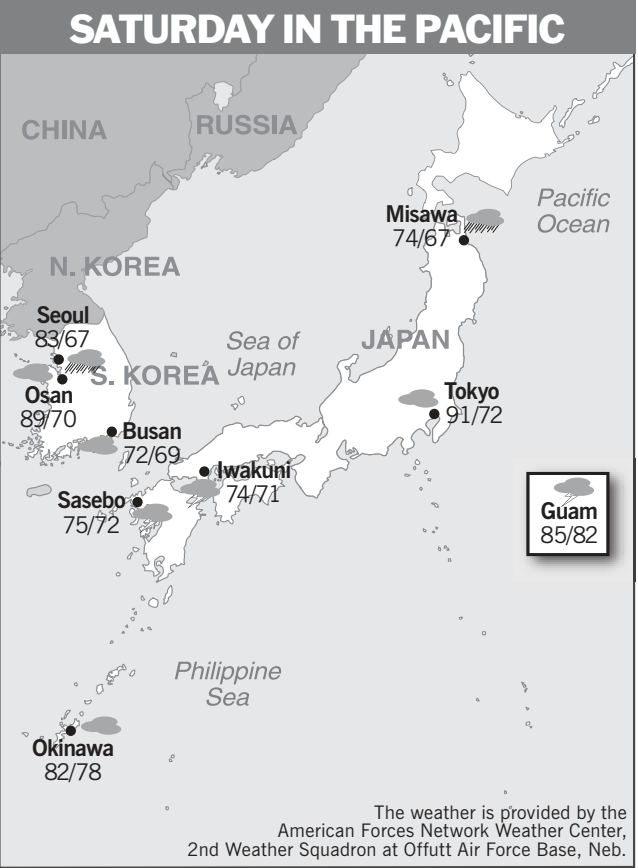 SATURDAY IN THE PACIFIC
CHINA
RUSSIA
Pacific
Ocean
Misawa
74/67
N. KOREA
Seoul
83/67
Sea of
Japan
JAPAN
S. KOREA
Osan
89/70
Tokyo
91/72
Busan
72/69
Iwakuni
74/71
Sasebo
75/72
Guam
85/82
Philippine
Sea
Okinawa
82/78
The weather is provided by the
American Forces Network Weather Center,
2nd Weather Squadron at Offutt Air Force Base, Neb.